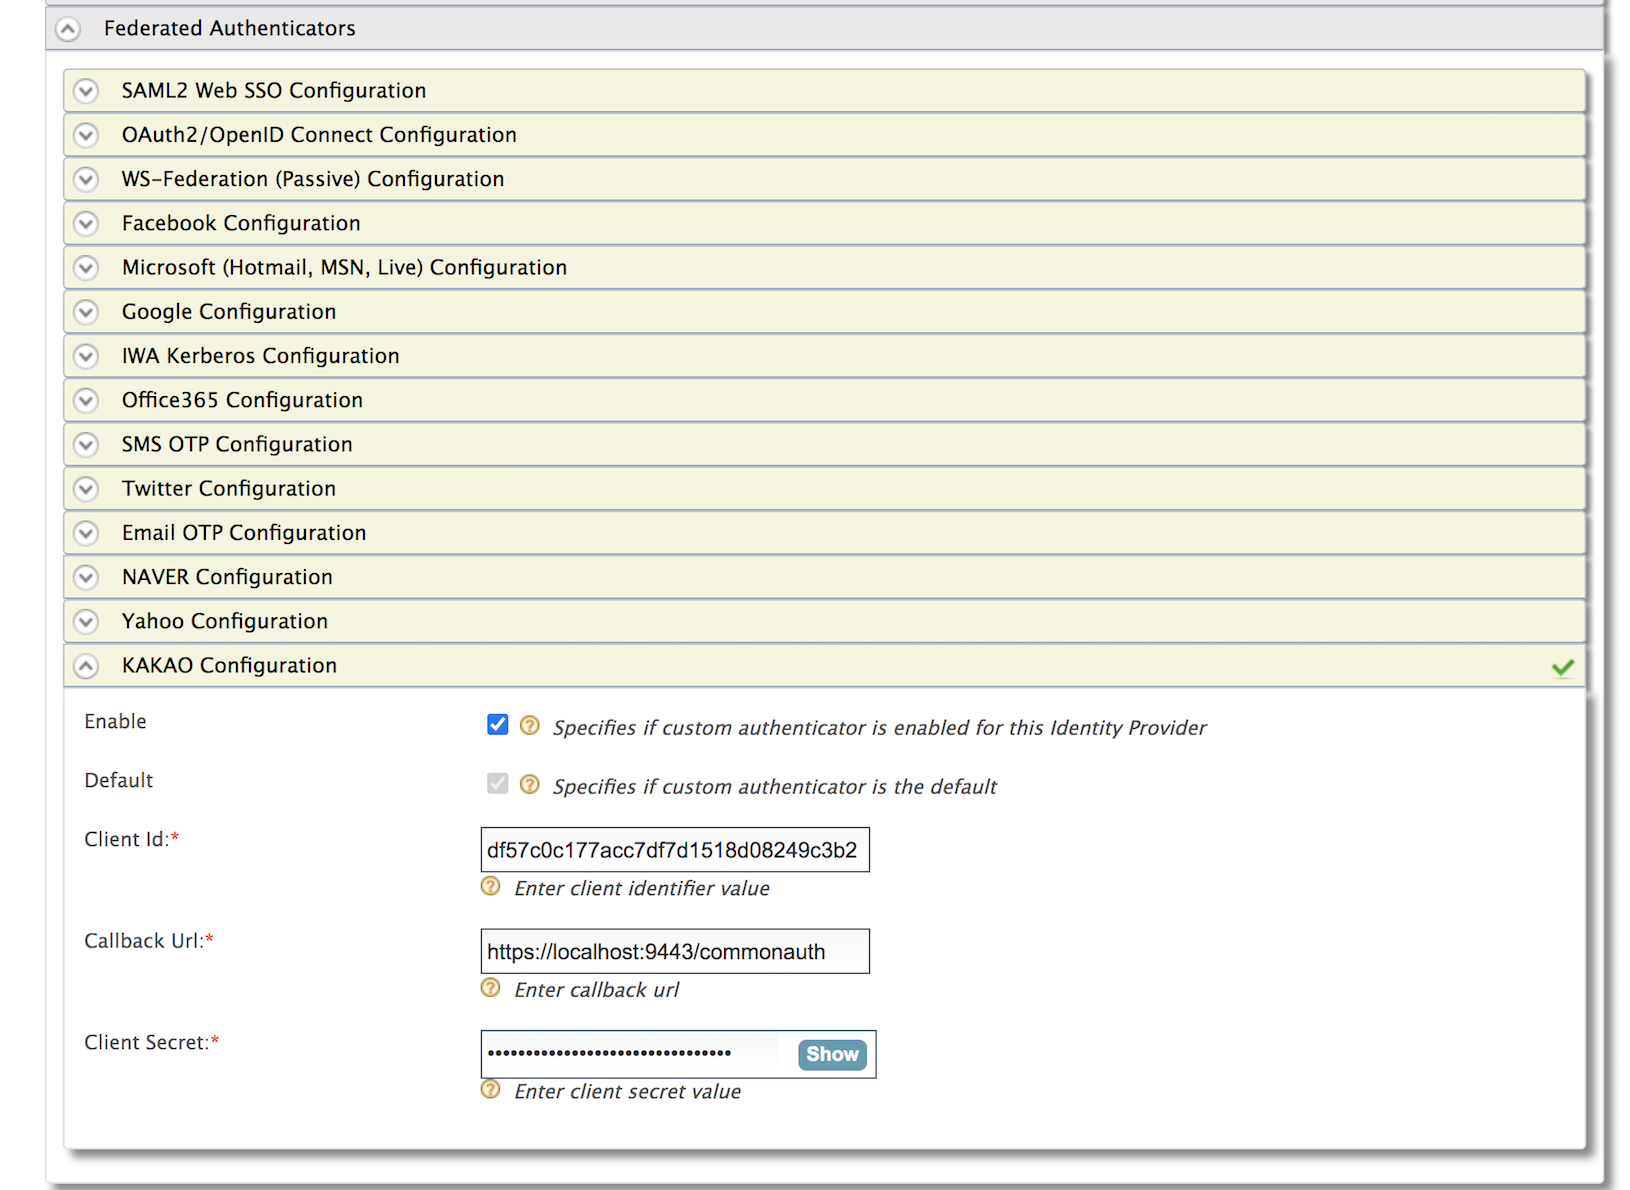 Federated Authenticators
SAML2 Web SSO Configuration
OAuth2/OpenID Connect Configuration
WS-Federation (Passive) Configuration
Facebook Configuration
Microsoft (Hotmail, MSN, Live) Configuration
Google Configuration
IWA Kerberos Configuration
Office365 Configuration
SMS OTP Configuration
Twitter Configuration
Email OTP Configuration
NAVER Configuration
Yahoo Configuration
KAKAO Configuration
Enable ? Specifies if custom authenticator is enabled for this Identity Provider
Default ? Specifies if custom authenticator is the default
Client Id:* df57c0c177acc7df7d1518d08249c3b2
? Enter client identifier value
Callback Url:* https://localhost:9443/commonauth
? Enter callback url
Client Secret:* •••••••••••••••••••••••••••••••• Show
? Enter client secret value